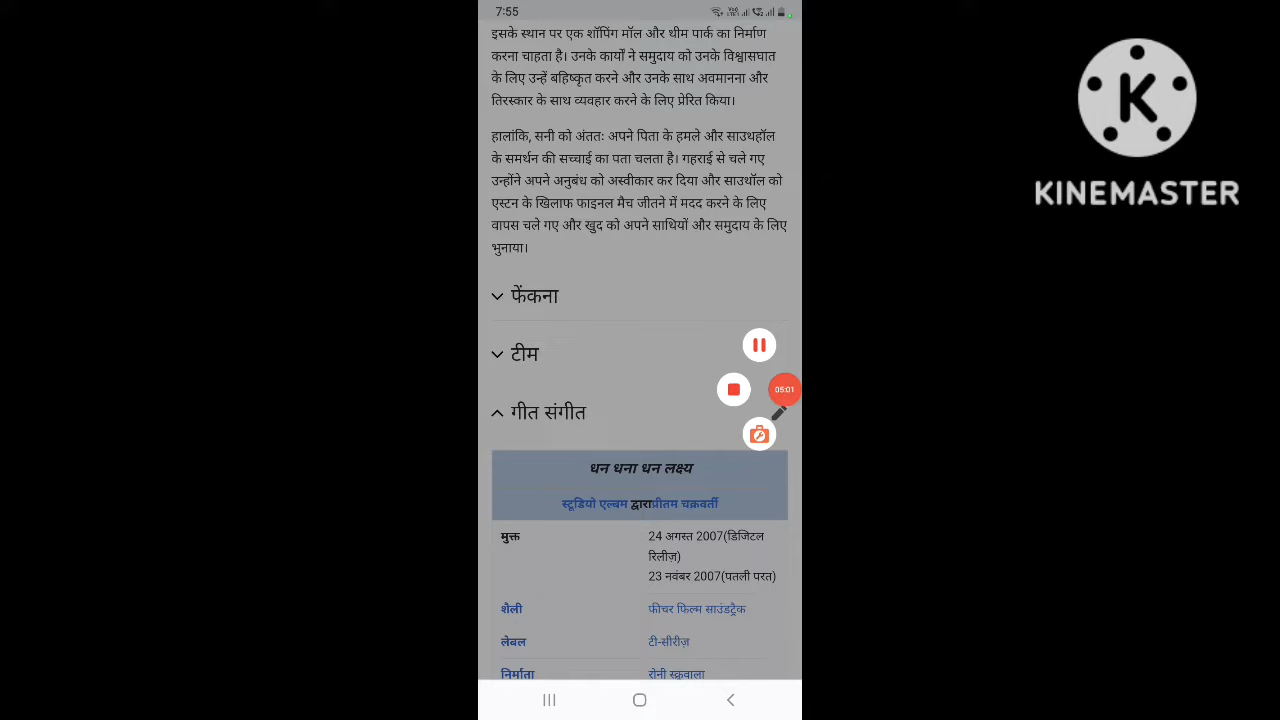 7:55
इसके स्थान पर एक शॉपिंग मॉल और थीम पार्क का निर्माण
करना चाहता है। उनके कार्यों ने समुदाय को उनके विश्वासघात
के लिए उन्हें बहिष्कृत करने और उनके साथ अवमानना और
तिरस्कार के साथ व्यवहार करने के लिए प्रेरित किया।
हालांकि, सनी को अंततः अपने पिता के हमले और साउथहॉल
के समर्थन की सच्चाई का पता चलता है। गहराई से चले गए
उन्होंने अपने अनुबंध को अस्वीकार कर दिया और साउथॉल को
एस्टन के खिलाफ फाइनल मैच जीतने में मदद करने के लिए
वापस चले गए और खुद को अपने साथियों और समुदाय के लिए
भुनाया।
फेंकना
टीम
05:01
गीत संगीत
धन धना धन लक्ष्य
स्टूडियो एल्बम द्वाराप्रीतम चक्रवर्ती
मुक्त 24 अगस्त 2007(डिजिटल
रिलीज़)
23 नवंबर 2007(पतली परत)
शैली फीचर फिल्म साउंडट्रैक
लेबल टी-सीरीज़
निर्माता रोनी स्क्रूवाला
K
KINEMASTER